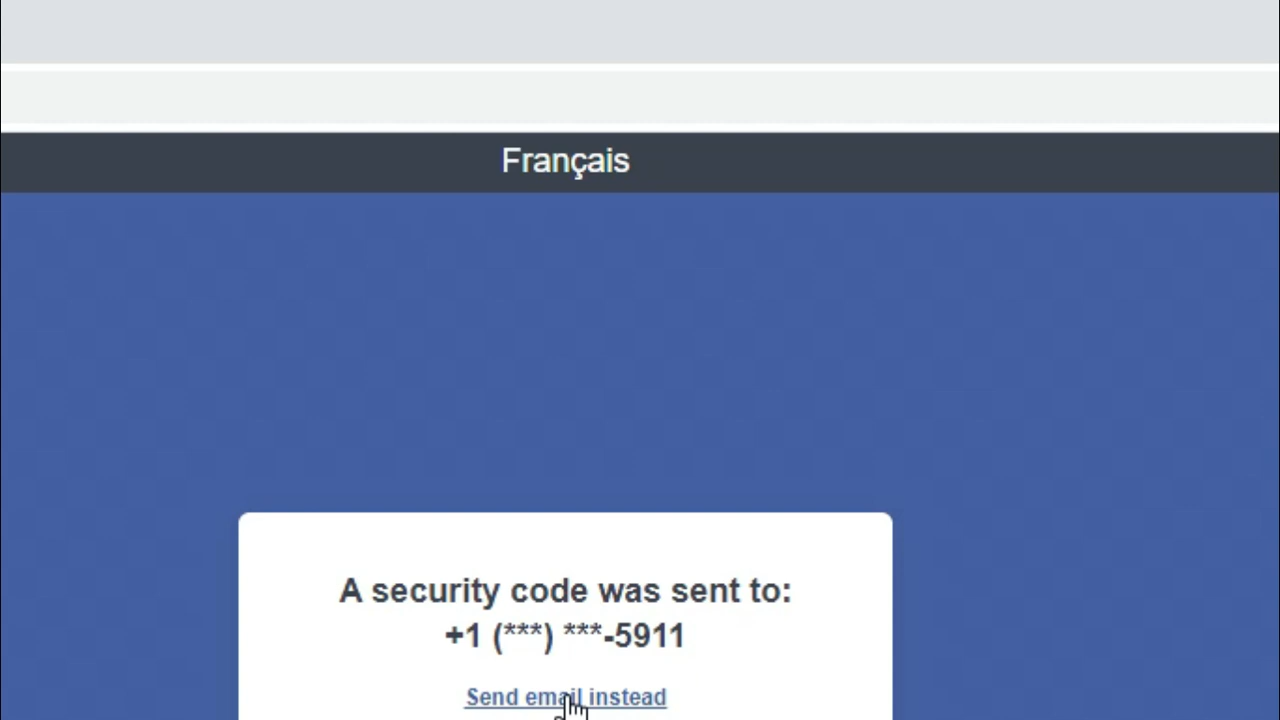 Français
A security code was sent to:
+1 (***) ***-5911
Send email instead